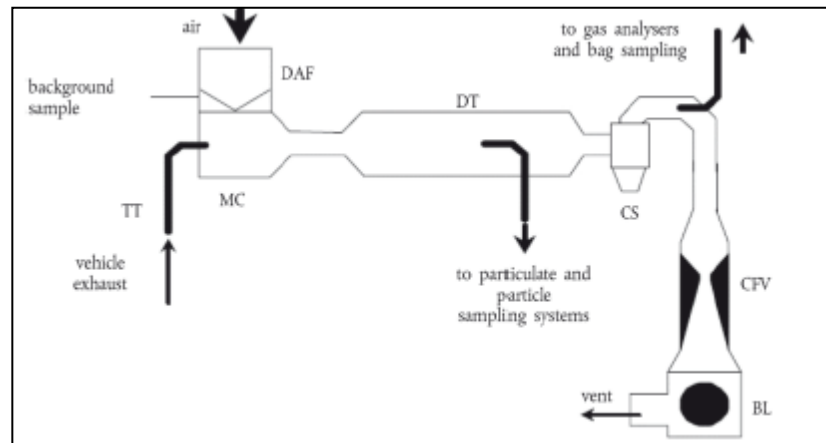 air
to gas analysers
and bag sampling
DAF
background
sample
DT
MC
CS
TT
vehicle
exhaust
to particulate and
particle
sampling systems
CFV
vent
BL